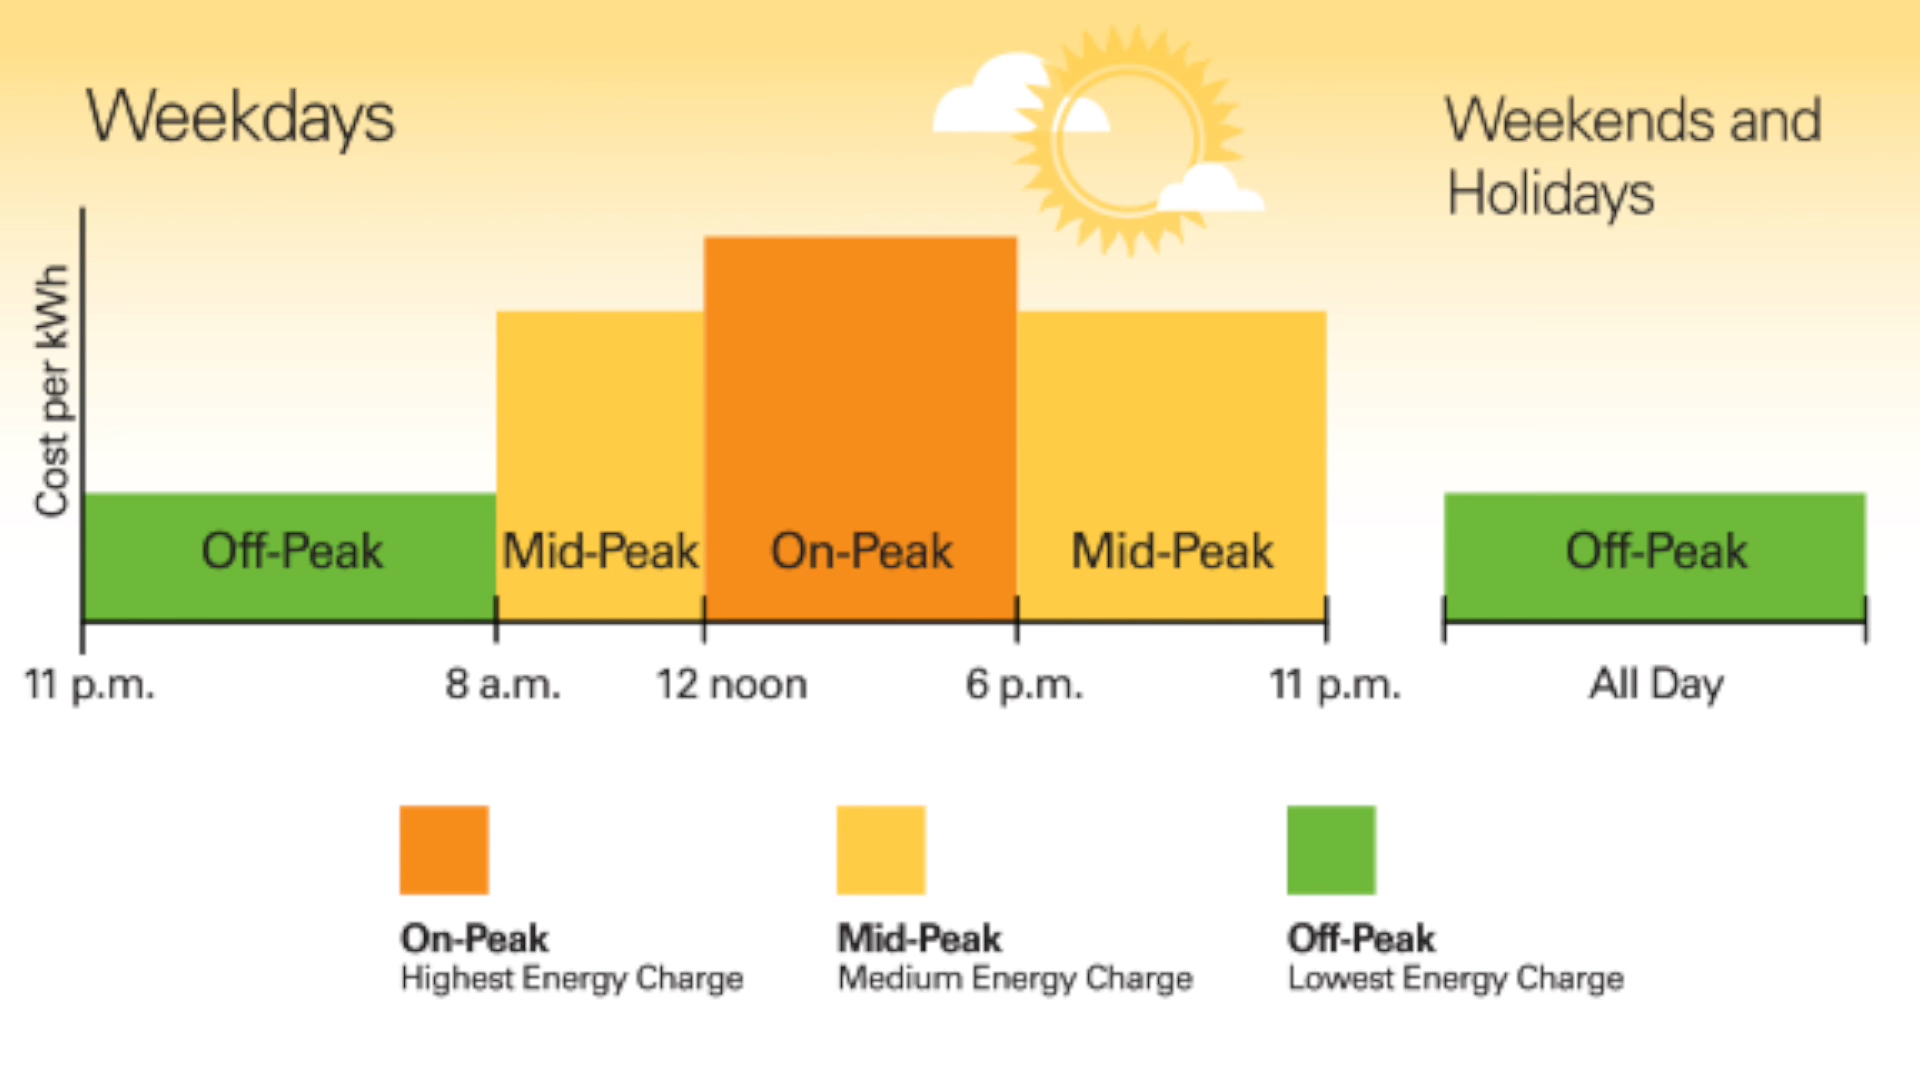 Weekdays
Weekends and
Holidays
Cost per kWh
Off-Peak
Mid-Peak
On-Peak
Mid-Peak
Off-Peak
11 p.m.
8 a.m.
12 noon
6 p.m.
11 p.m.
All Day
On-Peak
Highest Energy Charge
Mid-Peak
Medium Energy Charge
Off-Peak
Lowest Energy Charge